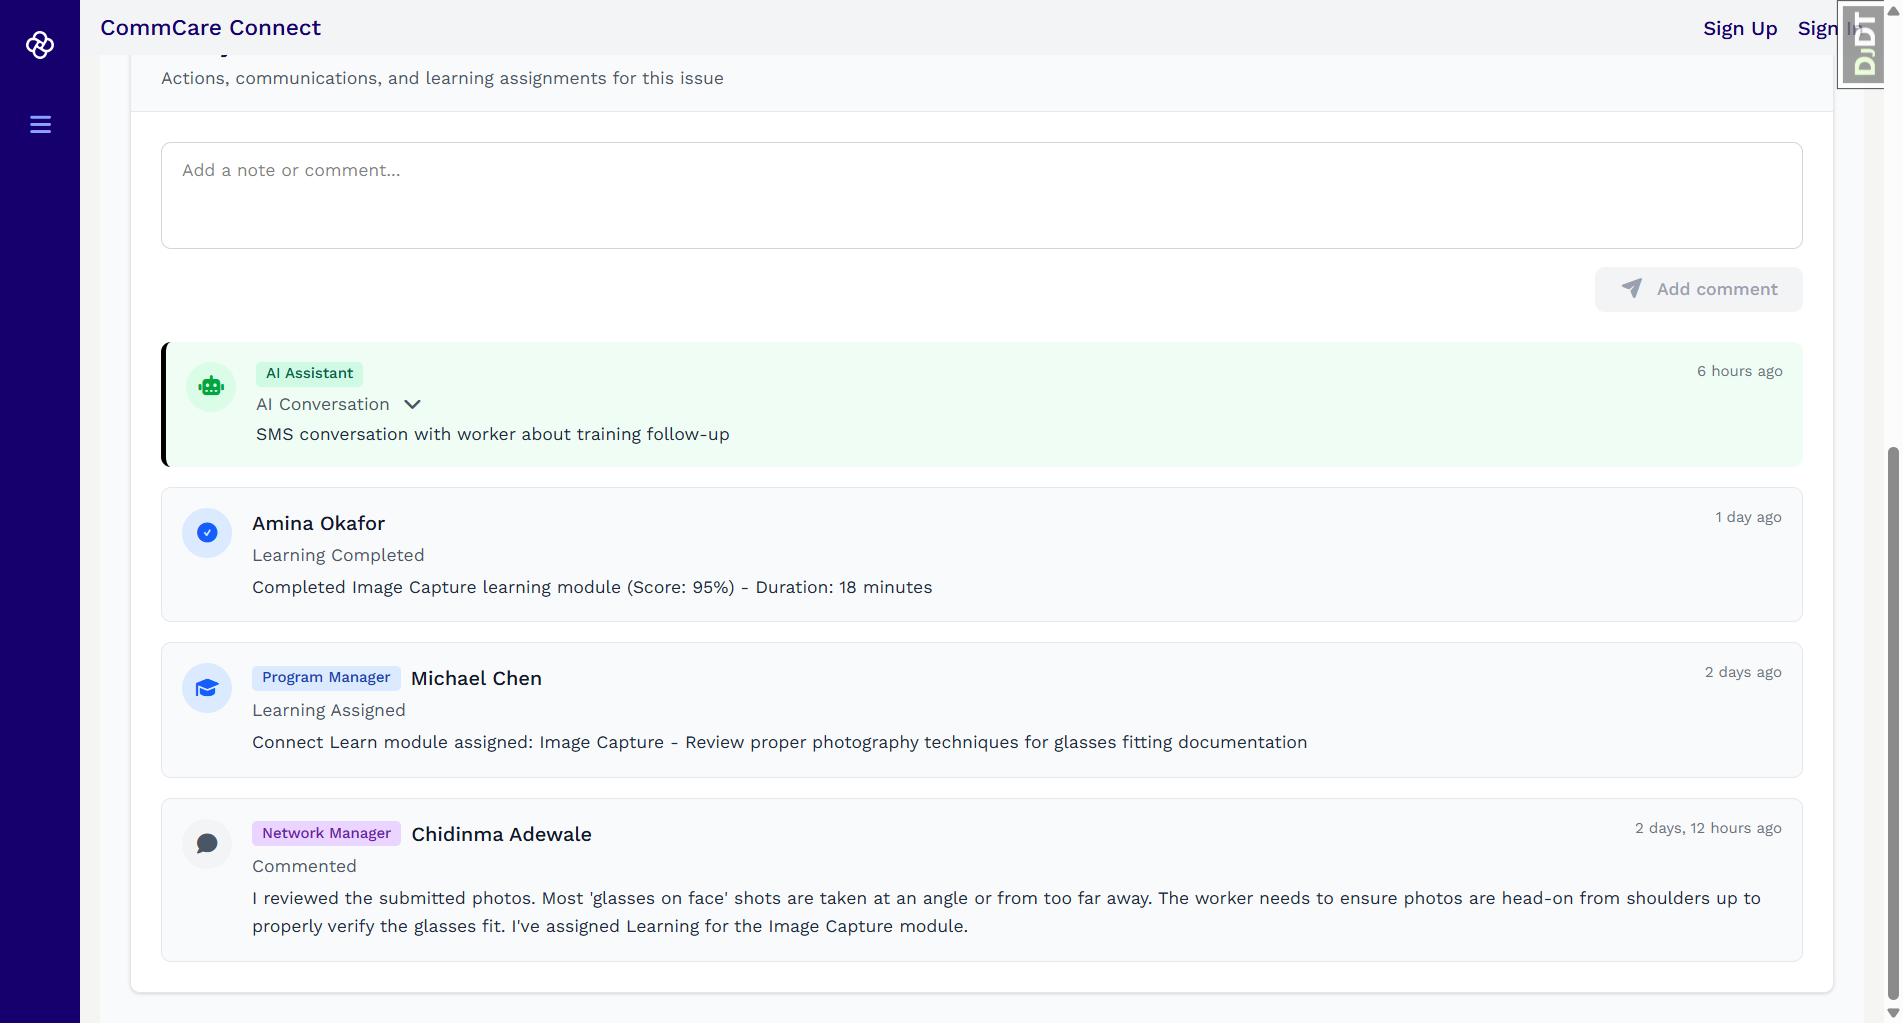 CommCare Connect
Sign Up
Sign In
DjDT
Actions, communications, and learning assignments for this issue
Add a note or comment...
Add comment
AI Assistant
6 hours ago
AI Conversation
SMS conversation with worker about training follow-up
Amina Okafor
1 day ago
Learning Completed
Completed Image Capture learning module (Score: 95%) - Duration: 18 minutes
Program Manager Michael Chen
2 days ago
Learning Assigned
Connect Learn module assigned: Image Capture - Review proper photography techniques for glasses fitting documentation
Network Manager Chidinma Adewale
2 days, 12 hours ago
Commented
I reviewed the submitted photos. Most 'glasses on face' shots are taken at an angle or from too far away. The worker needs to ensure photos are head-on from shoulders up to
properly verify the glasses fit. I've assigned Learning for the Image Capture module.